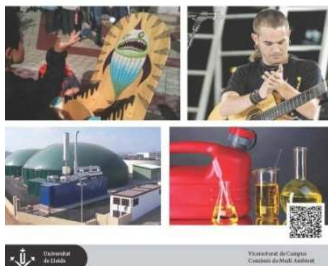 Universitat
de Lleida
Vicerectorat de Campus
Comissió de Medi Ambient